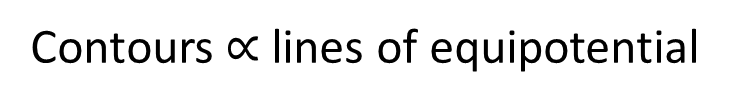 Contours ∝ lines of equipotential